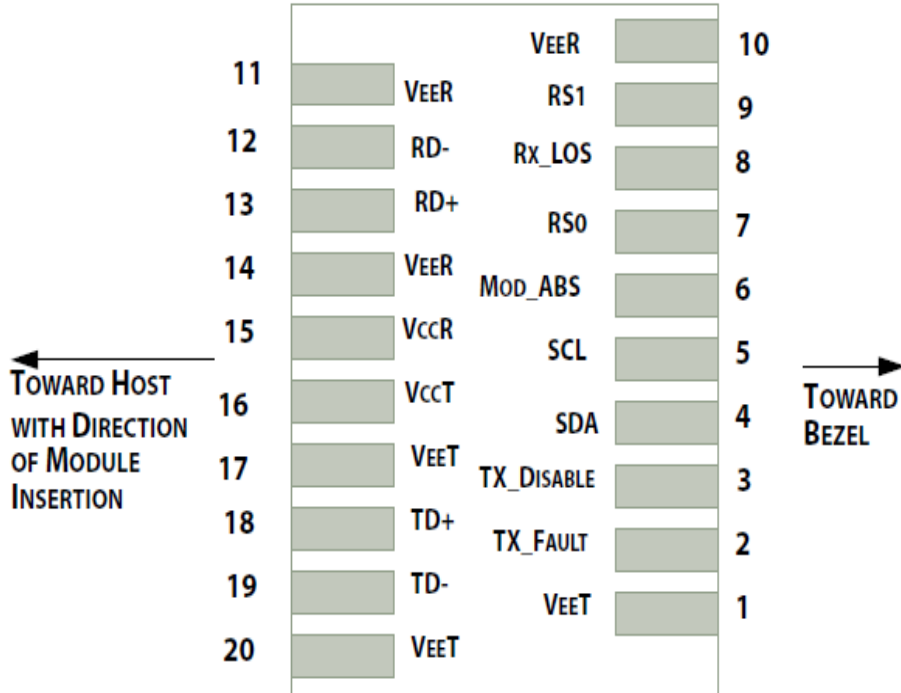 11
VEER
12
RD-
13
RD+
14
VEER
15
VCCR
16
VCCT
17
VEET
18
TD+
19
TD-
20
VEET
VEER
10
RS1
9
RX_LOS
8
RS0
7
MOD_ABS
6
SCL
5
SDA
4
TX_DISABLE
3
TX_FAULT
2
VEET
1
TOWARD HOST
WITH DIRECTION
OF MODULE
INSERTION
TOWARD
BEZEL